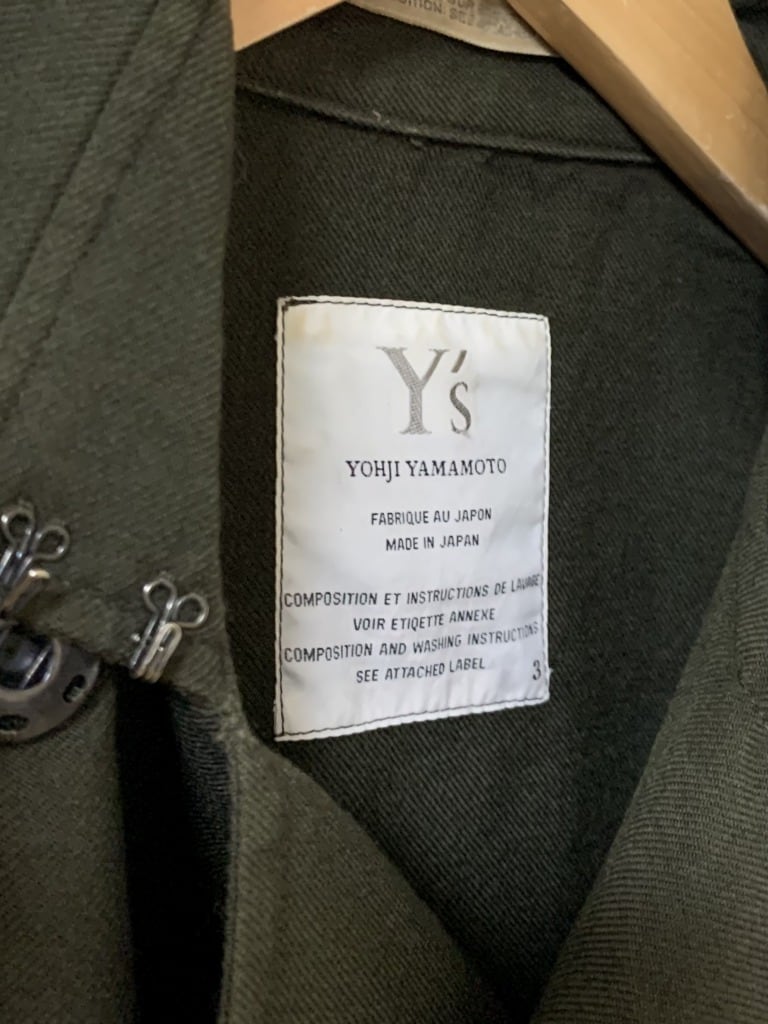 Y's
YOHJI YAMAMOTO
FABRIQUE AU JAPON
MADE IN JAPAN
COMPOSITION ET INSTRUCTIONS DE LAVAGE
VOIR ETIQETTE ANNEXE
COMPOSITION AND WASHING INSTRUCTIONS
SEE ATTACHED LABEL
3